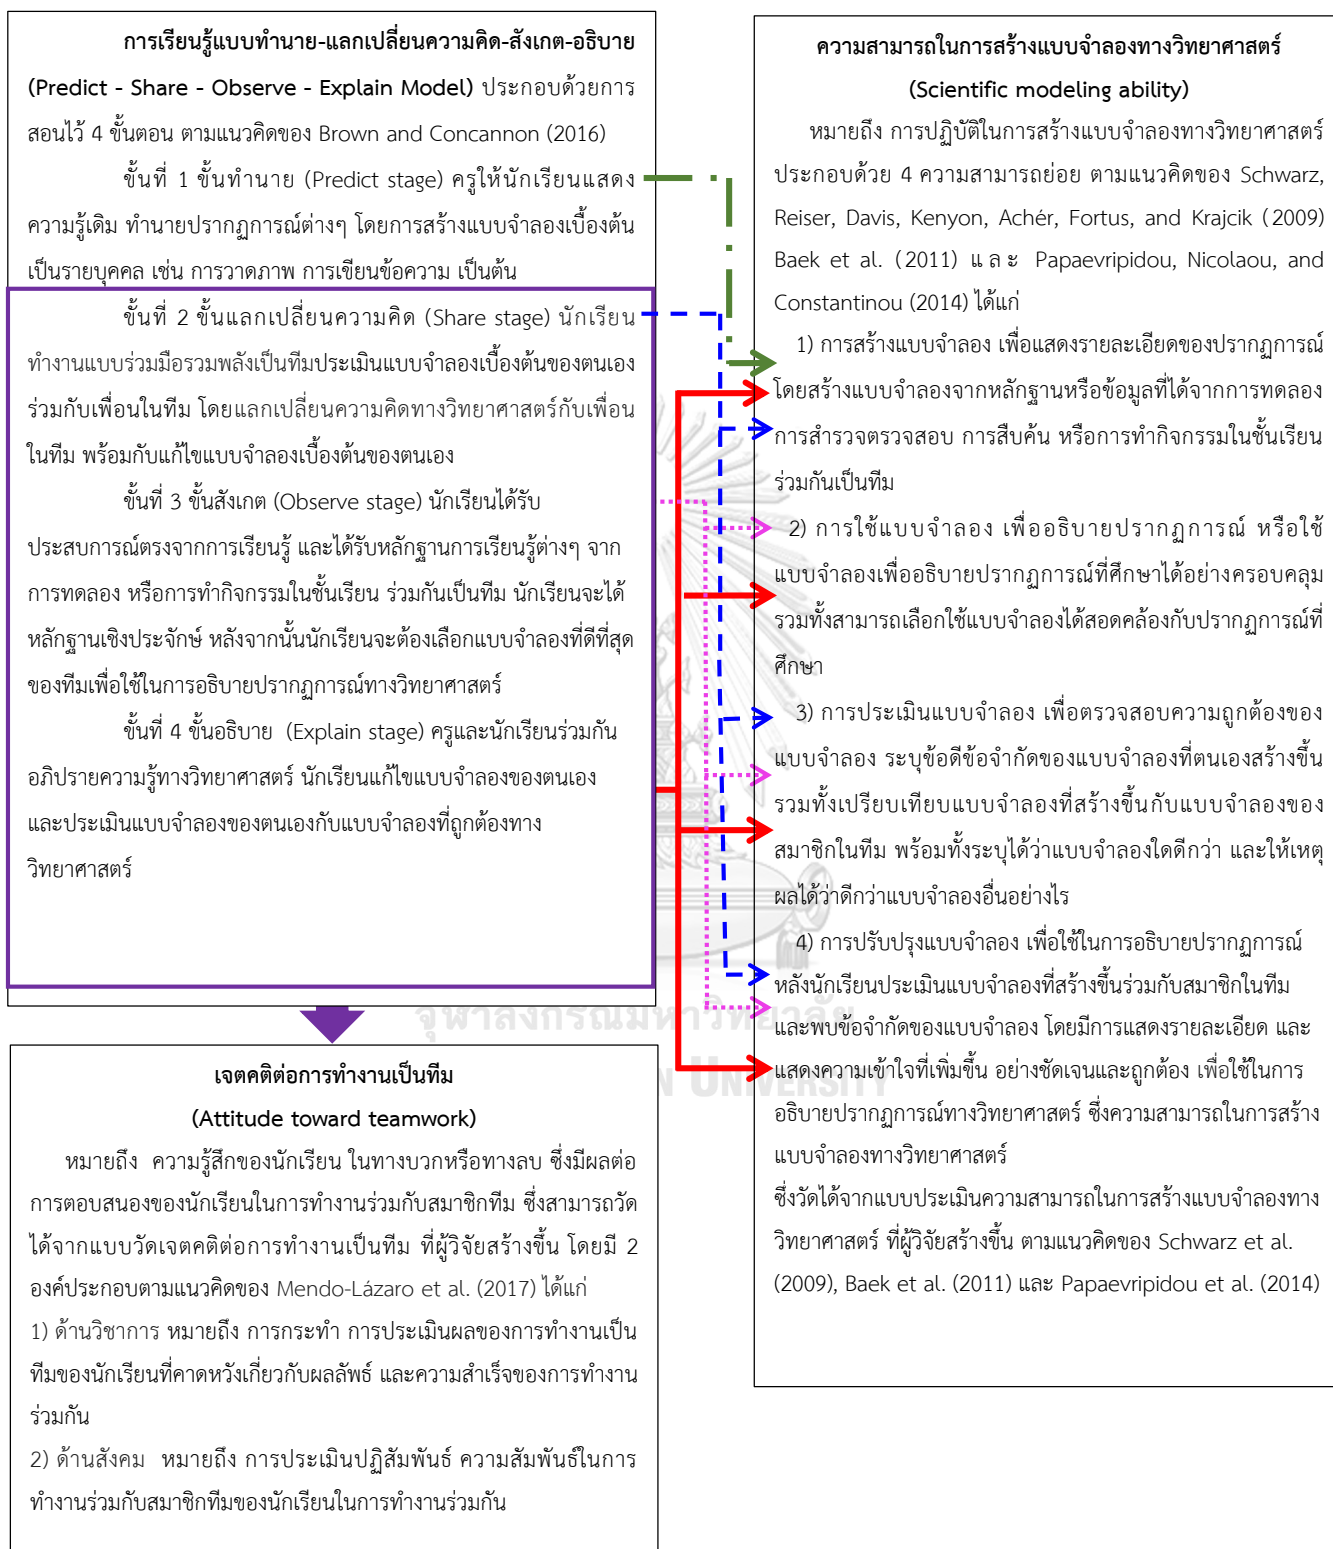 การเรียนรู้แบบทำนาย-แลกเปลี่ยนความคิด-สังเกต-อธิบาย
(Predict - Share - Observe - Explain Model) ประกอบด้วยการ
สอนไว้ 4 ขั้นตอน ตามแนวคิดของ Brown and Concannon (2016)
ขั้นที่ 1 ขั้นทำนาย (Predict stage) ครูให้นักเรียนแสดง
ความรู้เดิม ทำนายปรากฏการณ์ต่างๆ โดยการสร้างแบบจำลองเบื้องต้น
เป็นรายบุคคล เช่น การวาดภาพ การเขียนข้อความ เป็นต้น
ขั้นที่ 2 ขั้นแลกเปลี่ยนความคิด (Share stage) นักเรียน
ทำงานแบบร่วมมือรวมพลังเป็นทีมประเมินแบบจำลองเบื้องต้นของตนเอง
ร่วมกับเพื่อนในทีม โดยแลกเปลี่ยนความคิดทางวิทยาศาสตร์กับเพื่อน
ในทีม พร้อมกับแก้ไขแบบจำลองเบื้องต้นของตนเอง
ขั้นที่ 3 ขั้นสังเกต (Observe stage) นักเรียนได้รับ
ประสบการณ์ตรงจากการเรียนรู้ และได้รับหลักฐานการเรียนรู้ต่างๆ จาก
การทดลอง หรือการทำกิจกรรมในชั้นเรียน ร่วมกันเป็นทีม นักเรียนจะได้
หลักฐานเชิงประจักษ์ หลังจากนั้นนักเรียนจะต้องเลือกแบบจำลองที่ดีที่สุด
ของทีมเพื่อใช้ในการอธิบายปรากฏการณ์ทางวิทยาศาสตร์
ขั้นที่ 4 ขั้นอธิบาย (Explain stage) ครูและนักเรียนร่วมกัน
อภิปรายความรู้ทางวิทยาศาสตร์ นักเรียนแก้ไขแบบจำลองของตนเอง
และประเมินแบบจำลองของตนเองกับแบบจำลองที่ถูกต้องทาง
วิทยาศาสตร์
เจตคติต่อการทำงานเป็นทีม
(Attitude toward teamwork)
หมายถึง ความรู้สึกของนักเรียน ในทางบวกหรือทางลบ ซึ่งมีผลต่อ
การตอบสนองของนักเรียนในการทำงานร่วมกับสมาชิกทีม ซึ่งสามารถวัด
ได้จากแบบวัดเจตคติต่อการทำงานเป็นทีม ที่ผู้วิจัยสร้างขึ้น โดยมี 2
องค์ประกอบตามแนวคิดของ Mendo-Lázaro et al. (2017) ได้แก่
1) ด้านวิชาการ หมายถึง การกระทำ การประเมินผลของการทำงานเป็น
ทีมของนักเรียนที่คาดหวังเกี่ยวกับผลลัพธ์ และความสำเร็จของการทำงาน
ร่วมกัน
2) ด้านสังคม หมายถึง การประเมินปฏิสัมพันธ์ ความสัมพันธ์ในการ
ทำงานร่วมกับสมาชิกทีมของนักเรียนในการทำงานร่วมกัน
ความสามารถในการสร้างแบบจำลองทางวิทยาศาสตร์
(Scientific modeling ability)
หมายถึง การปฏิบัติในการสร้างแบบจำลองทางวิทยาศาสตร์
ประกอบด้วย 4 ความสามารถย่อย ตามแนวคิดของ Schwarz,
Reiser, Davis, Kenyon, Achér, Fortus, and Krajcik (2009)
Baek et al. (2011) และ Papaevripidou, Nicolaou, and
Constantinou (2014) ได้แก่
1) การสร้างแบบจำลอง เพื่อแสดงรายละเอียดของปรากฏการณ์
โดยสร้างแบบจำลองจากหลักฐานหรือข้อมูลที่ได้จากการทดลอง
การสำรวจตรวจสอบ การสืบค้น หรือการทำกิจกรรมในชั้นเรียน
ร่วมกันเป็นทีม
2) การใช้แบบจำลอง เพื่ออธิบายปรากฏการณ์ หรือใช้
แบบจำลองเพื่ออธิบายปรากฏการณ์ที่ศึกษาได้อย่างครอบคลุม
รวมทั้งสามารถเลือกใช้แบบจำลองได้สอดคล้องกับปรากฏการณ์ที่
ศึกษา
3) การประเมินแบบจำลอง เพื่อตรวจสอบความถูกต้องของ
แบบจำลอง ระบุข้อดีข้อจำกัดของแบบจำลองที่ตนเองสร้างขึ้น
รวมทั้งเปรียบเทียบแบบจำลองที่สร้างขึ้นกับแบบจำลองของ
สมาชิกในทีม พร้อมทั้งระบุได้ว่าแบบจำลองใดดีกว่า และให้เหตุ
ผลได้ว่าดีกว่าแบบจำลองอื่นอย่างไร
4) การปรับปรุงแบบจำลอง เพื่อใช้ในการอธิบายปรากฏการณ์
หลังนักเรียนประเมินแบบจำลองที่สร้างขึ้นร่วมกับสมาชิกในทีม
และพบข้อจำกัดของแบบจำลอง โดยมีการแสดงรายละเอียด และ
แสดงความเข้าใจที่เพิ่มขึ้น อย่างชัดเจนและถูกต้อง เพื่อใช้ในการ
อธิบายปรากฏการณ์ทางวิทยาศาสตร์ ซึ่งความสามารถในการสร้าง
แบบจำลองทางวิทยาศาสตร์
ซึ่งวัดได้จากแบบประเมินความสามารถในการสร้างแบบจำลองทาง
วิทยาศาสตร์ ที่ผู้วิจัยสร้างขึ้น ตามแนวคิดของ Schwarz et al.
(2009), Baek et al. (2011) และ Papaevripidou et al. (2014)
จุฬาลงกรณ์มหาวิทยาลัย
N UNIVERSITY